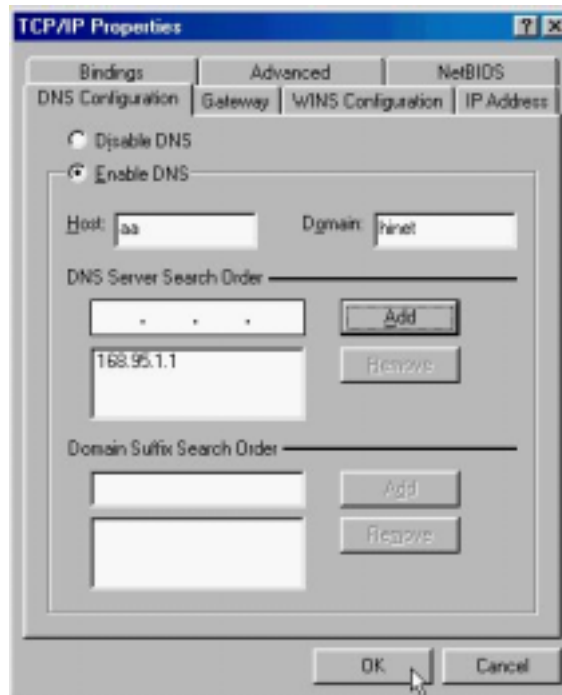 TCP/IP Properties
? ×
Bindings Advanced NetBIOS
DNS Configuration Gateway WINS Configuration IP Address
Disable DNS
Enable DNS
Host: aa Domain: hinet
DNS Server Search Order
. . .
Add
168.95.1.1
Remove
Domain Suffix Search Order
Add
Remove
OK Cancel